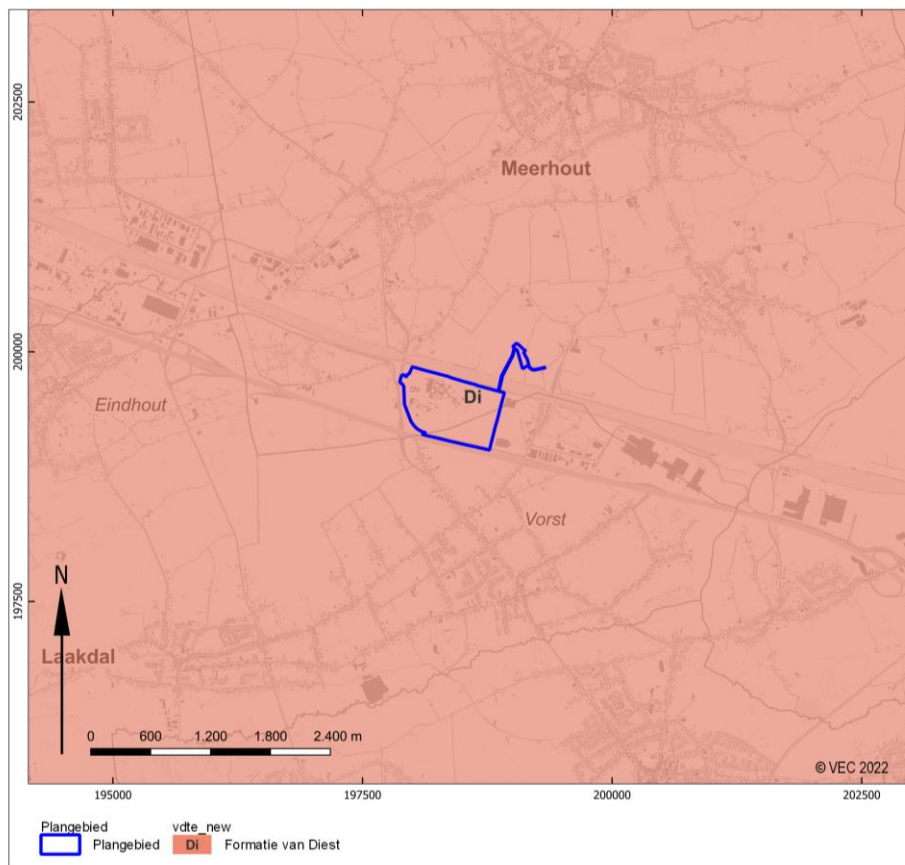 202500
Meerhout
200000
Di
Eindhout
Vorst
197500
N
Laakdal
0 600 1.200 1.800 2.400 m
© VEC 2022
195000 197500 200000 202500
Plangebied vdte_new
Plangebied Di Formatie van Diest